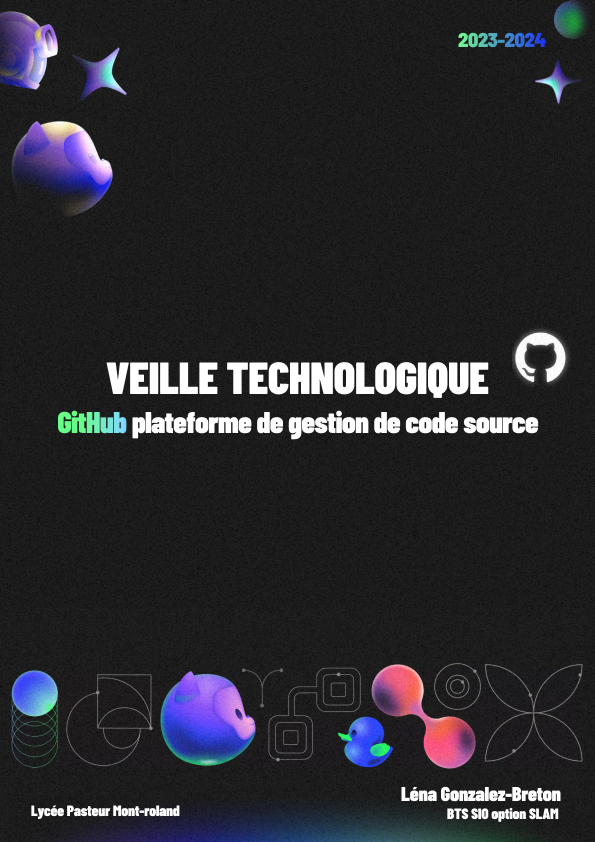 2023-2024
VEILLE TECHNOLOGIQUE
GitHub plateforme de gestion de code source
Léna Gonzalez-Breton
Lycée Pasteur Mont-roland
BTS SIO option SLAM